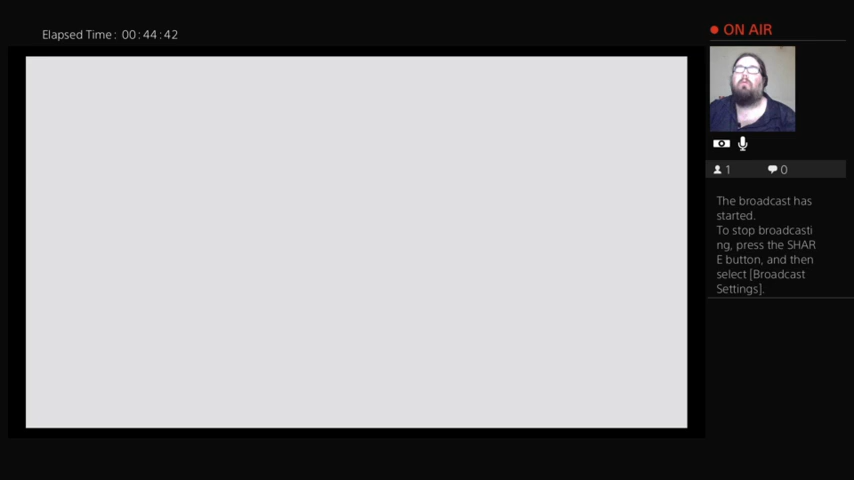 Elapsed Time: 00:44:42
ON AIR
1
0
The broadcast has
started.
To stop broadcasti
ng, press the SHAR
E button, and then
select [Broadcast
Settings].